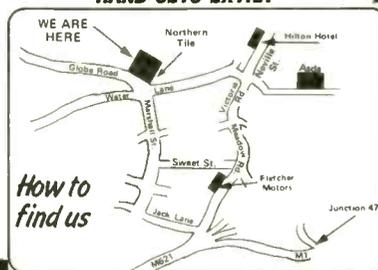 WE ARE
HERE
Northern
Tile
Hilton Hotel
Globe Road
Water Lane
Neville
St.
Asda
Victoria
Rd
Marshall St.
Meadow Rd.
Sweet St.
Fletcher
Motors
How to
find us
Jack Lane
Junction 47
M621
M1